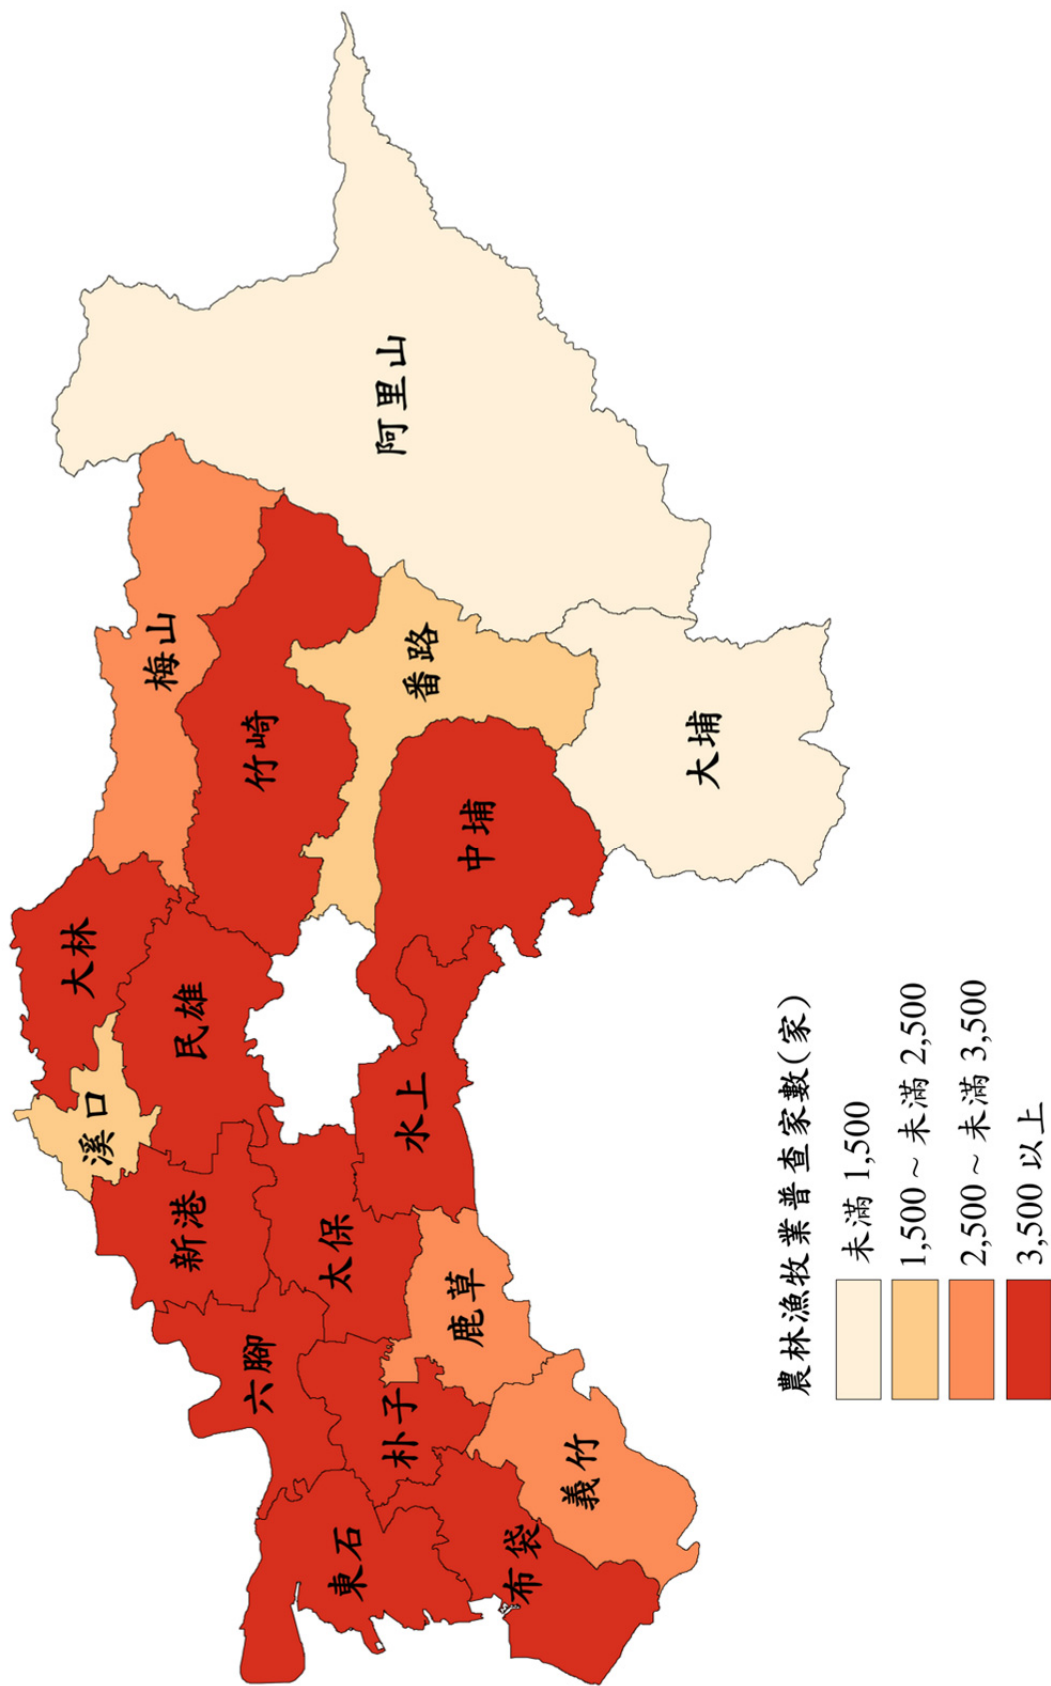 阿里山
梅山
竹崎
番路
大埔
中埔
大林
民雄
溪口
水上
新港
太保
鹿草
六腳
朴子
義竹
東石
布袋
農林漁牧業普查家數(家)
未滿 1,500
1,500 ~ 未滿 2,500
2,500 ~ 未滿 3,500
3,500 以上